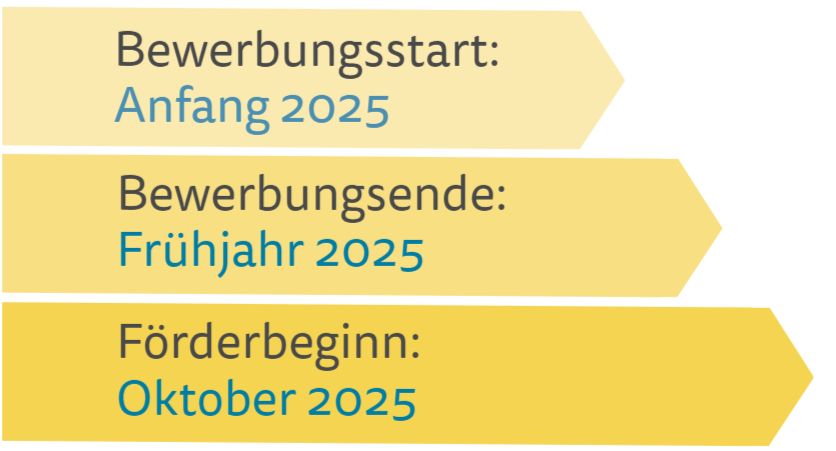 Bewerbungsstart:
Anfang 2025
Bewerbungsende:
Frühjahr 2025
Förderbeginn:
Oktober 2025